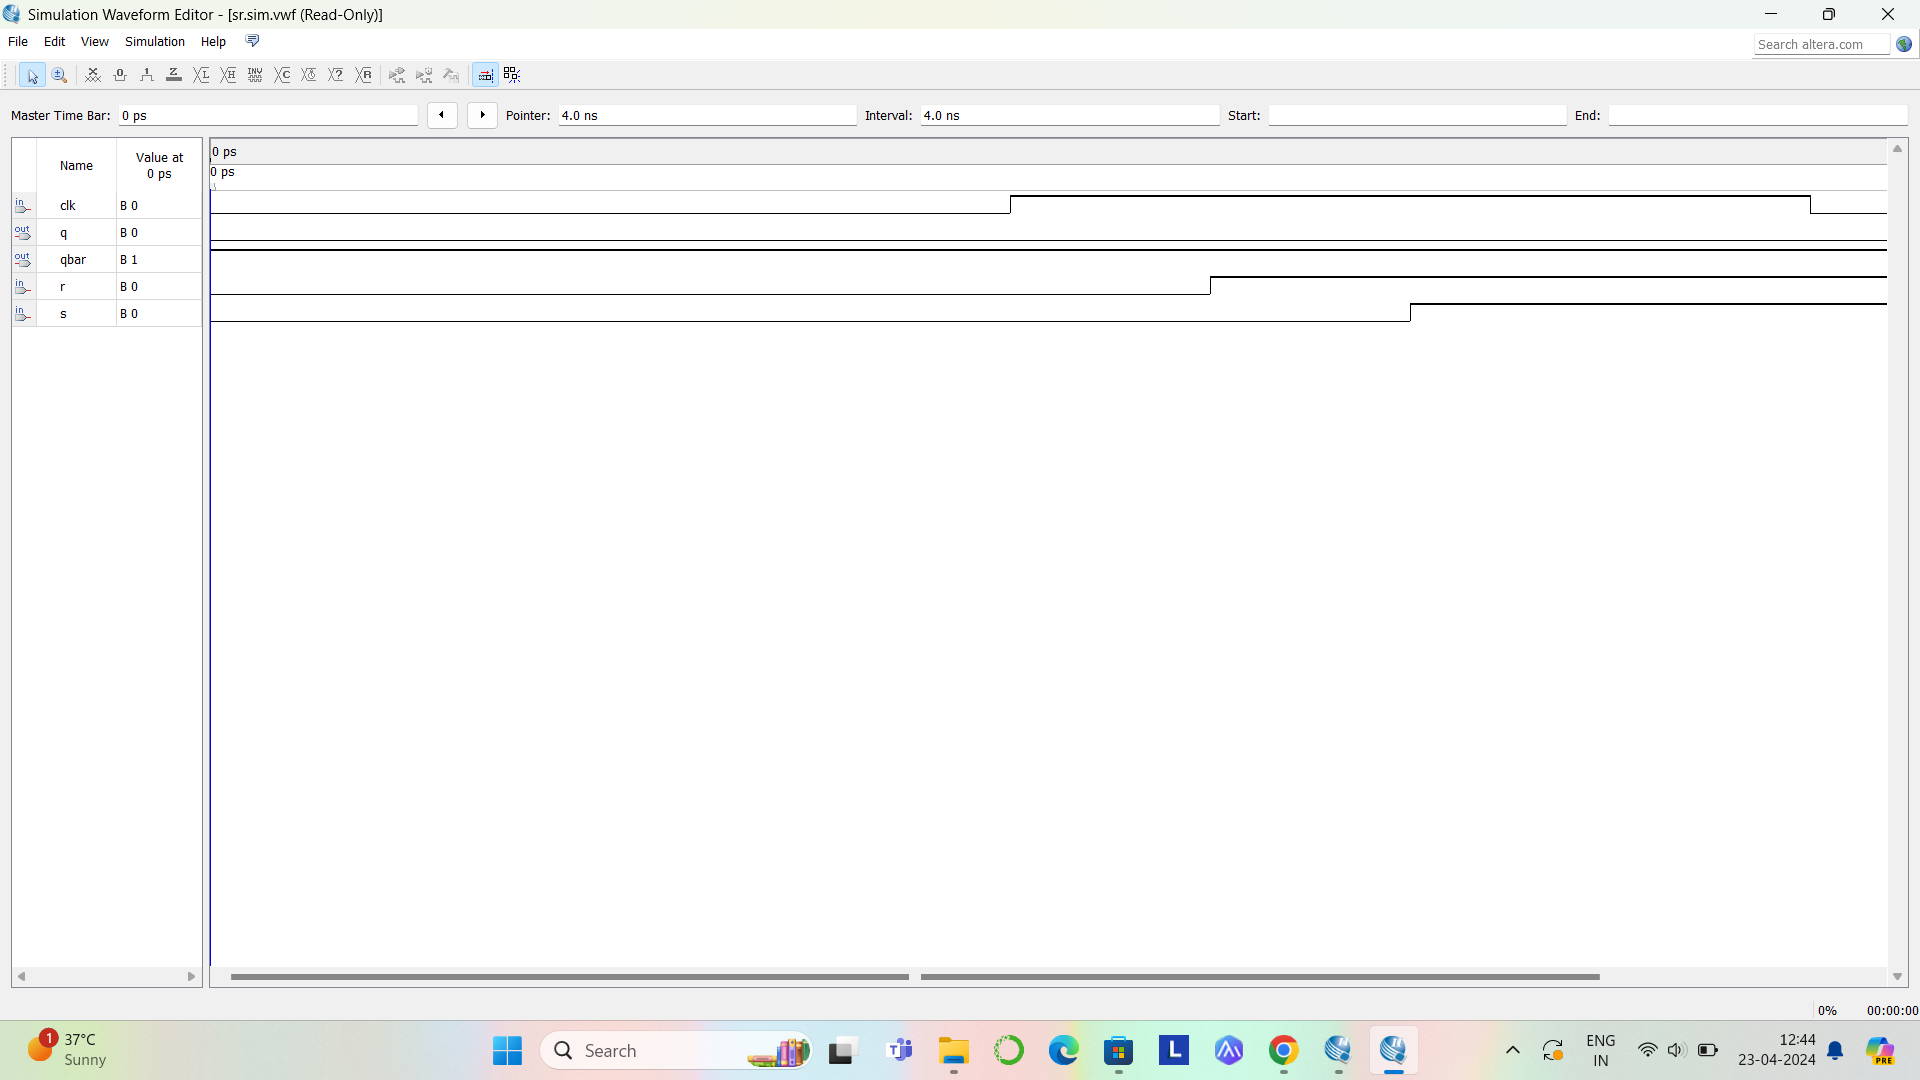 Simulation Waveform Editor - [sr.sim.vwf (Read-Only)]
File Edit View Simulation Help
Search altera.com
Master Time Bar: 0 ps Pointer: 4.0 ns Interval: 4.0 ns Start: End:
Name Value at 0 ps
0 ps
0 ps
in clk B 0
out q B 0
out qbar B 1
in r B 0
in s B 0
0% 00:00:00
1 37°C
Sunny
Search
L
ENG
IN
12:44
23-04-2024
PRE